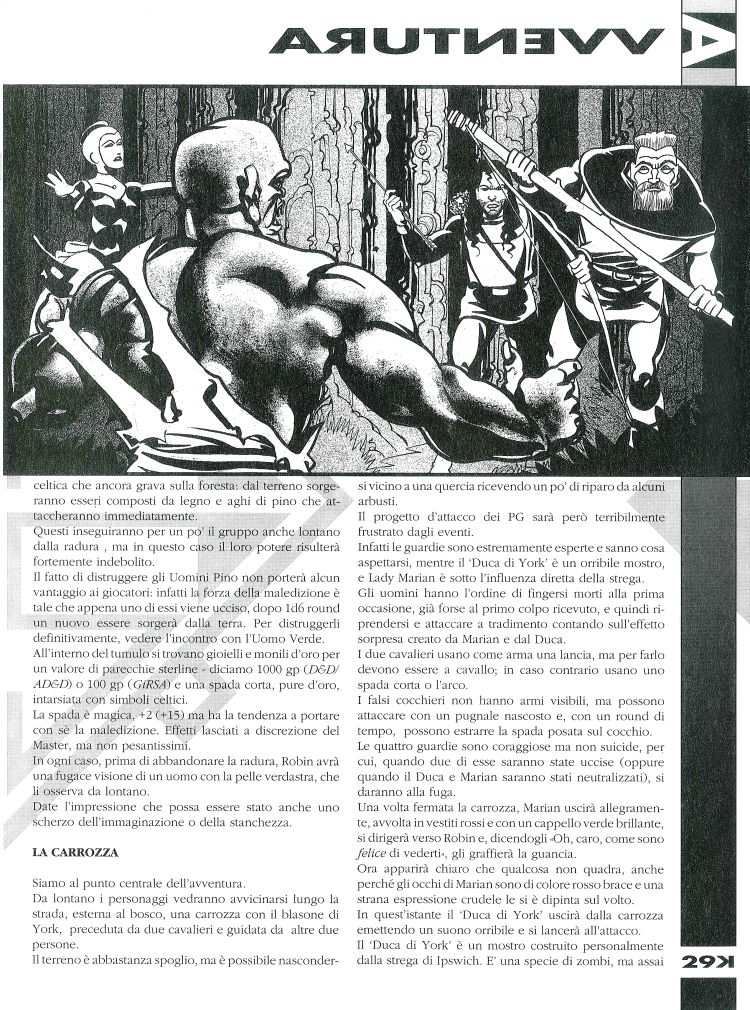 AVVENTURA
celtica che ancora grava sulla foresta: dal terreno sorge-
ranno esseri composti da legno e aghi di pino che at-
taccheranno immediatamente.
Questi inseguiranno per un po' il gruppo anche lontano
dalla radura , ma in questo caso il loro potere risulterà
fortemente indebolito.
Il fatto di distruggere gli Uomini Pino non porterà alcun
vantaggio ai giocatori: infatti la forza della maledizione è
tale che appena uno di essi viene ucciso, dopo 1d6 round
un nuovo essere sorgerà dalla terra. Per distruggerli
definitivamente, vedere l'incontro con l'Uomo Verde.
All'interno del tumulo si trovano gioielli e monili d'oro per
un valore di parecchie sterline - diciamo 1000 gp (D&D/
AD&D) o 100 gp (GiRSA) e una spada corta, pure d'oro,
intarsiata con simboli celtici.
La spada è magica, +2 (+15) ma ha la tendenza a portare
con sè la maledizione. Effetti lasciati a discrezione del
Master, ma non pesantissimi.
In ogni caso, prima di abbandonare la radura, Robin avrà
una fugace visione di un uomo con la pelle verdastra, che
li osserva da lontano.
Date l'impressione che possa essere stato anche uno
scherzo dell'immaginazione o della stanchezza.
LA CARROZZA
Siamo al punto centrale dell'avventura.
Da lontano i personaggi vedranno avvicinarsi lungo la
strada, esterna al bosco, una carrozza con il blasone di
York, preceduta da due cavalieri e guidata da altre due
persone.
Il terreno è abbastanza spoglio, ma è possibile nasconder-
si vicino a una quercia ricevendo un po' di riparo da alcuni
arbusti.
Il progetto d'attacco dei PG sarà però terribilmente
frustrato dagli eventi.
Infatti le guardie sono estremamente esperte e sanno cosa
aspettarsi, mentre il 'Duca di York' è un orribile mostro,
e Lady Marian è sotto l'influenza diretta della strega.
Gli uomini hanno l'ordine di fingersi morti alla prima
occasione, già forse al primo colpo ricevuto, e quindi ri-
prendersi e attaccare a tradimento contando sull'effetto
sorpresa creato da Marian e dal Duca.
I due cavalieri usano come arma una lancia, ma per farlo
devono essere a cavallo; in caso contrario usano uno
spada corta o l'arco.
I falsi cocchieri non hanno armi visibili, ma possono
attaccare con un pugnale nascosto e, con un round di
tempo, possono estrarre la spada posata sul cocchio.
Le quattro guardie sono coraggiose ma non suicide, per
cui, quando due di esse saranno state uccise (oppure
quando il Duca e Marian saranno stati neutralizzati), si
daranno alla fuga.
Una volta fermata la carrozza, Marian uscirà allegramen-
te, avvolta in vestiti rossi e con un cappello verde brillante,
si dirigerà verso Robin e, dicendogli «Oh, caro, come sono
felice di vederti», gli graffierà la guancia.
Ora apparirà chiaro che qualcosa non quadra, anche
perché gli occhi di Marian sono di colore rosso brace e una
strana espressione crudele le si è dipinta sul volto.
In quest'istante il 'Duca di York' uscirà dalla carrozza
emettendo un suono orribile e si lancerà all'attacco.
Il 'Duca di York' è un mostro costruito personalmente
dalla strega di Ipswich. E' una specie di zombi, ma assai
K62